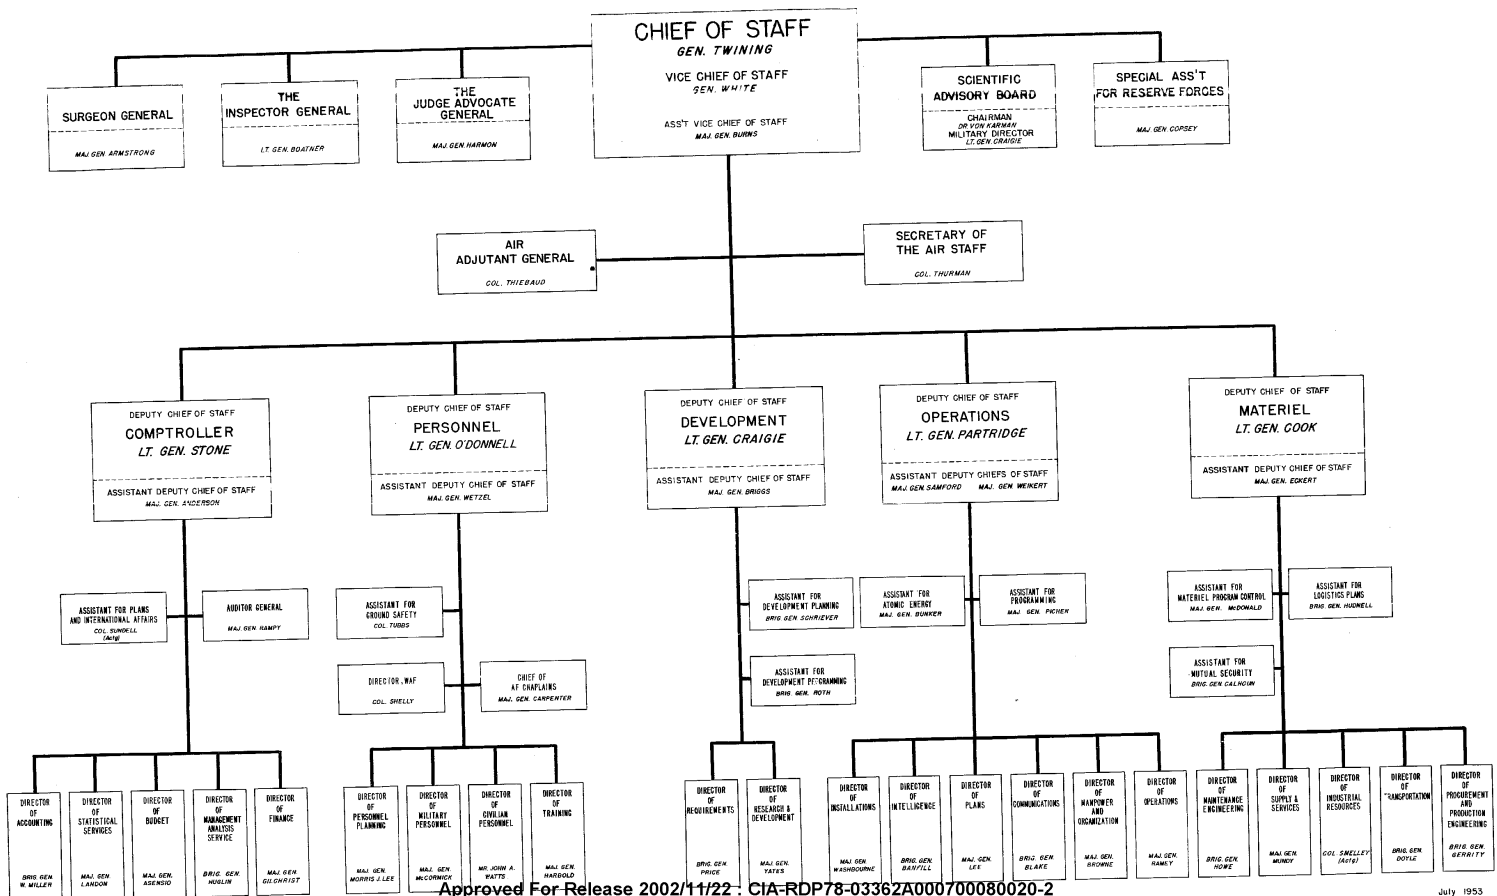 CHIEF OF STAFF
GEN. TWINING
VICE CHIEF OF STAFF
GEN. WHITE
ASS'T VICE CHIEF OF STAFF
MAJ. GEN. BURNS
SURGEON GENERAL
MAJ. GEN. ARMSTRONG
THE
INSPECTOR GENERAL
LT. GEN. BOATNER
THE
JUDGE ADVOCATE
GENERAL
MAJ. GEN. HARMON
SCIENTIFIC
ADVISORY BOARD
CHAIRMAN
DR VON KARMAN
MILITARY DIRECTOR
LT. GEN. CRAIGIE
SPECIAL ASS'T
FOR RESERVE FORCES
MAJ. GEN. COPSEY
AIR
ADJUTANT GENERAL
COL. THIEBAUD
SECRETARY OF
THE AIR STAFF
COL. THURMAN
DEPUTY CHIEF OF STAFF
COMPTROLLER
LT. GEN. STONE
ASSISTANT DEPUTY CHIEF OF STAFF
MAJ. GEN. ANDERSON
DEPUTY CHIEF OF STAFF
PERSONNEL
LT. GEN. O'DONNELL
ASSISTANT DEPUTY CHIEF OF STAFF
MAJ. GEN. WETZEL
DEPUTY CHIEF OF STAFF
DEVELOPMENT
LT. GEN. CRAIGIE
ASSISTANT DEPUTY CHIEF OF STAFF
MAJ. GEN. BRIGGS
DEPUTY CHIEF OF STAFF
OPERATIONS
LT. GEN. PARTRIDGE
ASSISTANT DEPUTY CHIEFS OF STAFF
MAJ. GEN. SAMFORD MAJ. GEN. WEIKERT
DEPUTY CHIEF OF STAFF
MATERIEL
LT. GEN. COOK
ASSISTANT DEPUTY CHIEF OF STAFF
MAJ. GEN. ECKERT
ASSISTANT FOR PLANS
AND INTERNATIONAL AFFAIRS
COL. SUNDELL
(Actg)
AUDITOR GENERAL
MAJ. GEN. RAMPY
ASSISTANT FOR
GROUND SAFETY
COL. TUBBS
DIRECTOR, WAF
COL. SHELLY
CHIEF OF
AF CHAPLAINS
MAJ. GEN. CARPENTER
ASSISTANT FOR
DEVELOPMENT PLANNING
BRIG. GEN. SCHRIEVER
ASSISTANT FOR
DEVELOPMENT PROGRAMMING
BRIG. GEN. ROTH
ASSISTANT FOR
ATOMIC ENERGY
MAJ. GEN. BUNKER
ASSISTANT FOR
PROGRAMMING
MAJ. GEN. PICHER
ASSISTANT FOR
MATERIEL PROGRAM CONTROL
MAJ. GEN. McDONALD
ASSISTANT FOR
LOGISTICS PLANS
BRIG. GEN. HUDNELL
ASSISTANT FOR
MUTUAL SECURITY
BRIG. GEN. CALHOUN
DIRECTOR
OF
ACCOUNTING
BRIG. GEN.
W. MILLER
DIRECTOR
OF
STATISTICAL
SERVICES
MAJ. GEN.
LANDON
DIRECTOR
OF
BUDGET
MAJ. GEN.
ASENSIO
DIRECTOR
OF
MANAGEMENT
ANALYSIS
SERVICE
BRIG. GEN.
HUGLIN
DIRECTOR
OF
FINANCE
MAJ. GEN.
GILCHRIST
DIRECTOR
OF
PERSONNEL
PLANNING
MAJ. GEN.
MORRIS J. LEE
DIRECTOR
OF
MILITARY
PERSONNEL
MAJ. GEN.
McCORMICK
DIRECTOR
OF
CIVILIAN
PERSONNEL
MR. JOHN A.
WATTS
DIRECTOR
OF
TRAINING
MAJ. GEN.
HARBOLD
DIRECTOR
OF
REQUIREMENTS
BRIG. GEN.
PRICE
DIRECTOR
OF
RESEARCH &
DEVELOPMENT
MAJ. GEN.
YATES
DIRECTOR
OF
INSTALLATIONS
MAJ. GEN
WASHBOURNE
DIRECTOR
OF
INTELLIGENCE
BRIG. GEN.
BANFILL
DIRECTOR
OF
PLANS
MAJ. GEN.
LEE
DIRECTOR
OF
COMMUNICATIONS
BRIG. GEN.
BLAKE
DIRECTOR
OF
MANPOWER
AND
ORGANIZATION
MAJ. GEN.
BROWNE
DIRECTOR
OF
OPERATIONS
MAJ. GEN.
RAMEY
DIRECTOR
OF
MAINTENANCE
ENGINEERING
BRIG. GEN.
HOWE
DIRECTOR
OF
SUPPLY &
SERVICES
MAJ. GEN.
MUNDY
DIRECTOR
OF
INDUSTRIAL
RESOURCES
COL. SMELLEY
(Actg)
DIRECTOR
OF
TRANSPORTATION
BRIG. GEN.
DOYLE
DIRECTOR
OF
PROCUREMENT
AND
PRODUCTION
ENGINEERING
BRIG. GEN.
GERRITY
Approved For Release 2002/11/22 : CIA-RDP78-03362A000700080020-2
July 1953